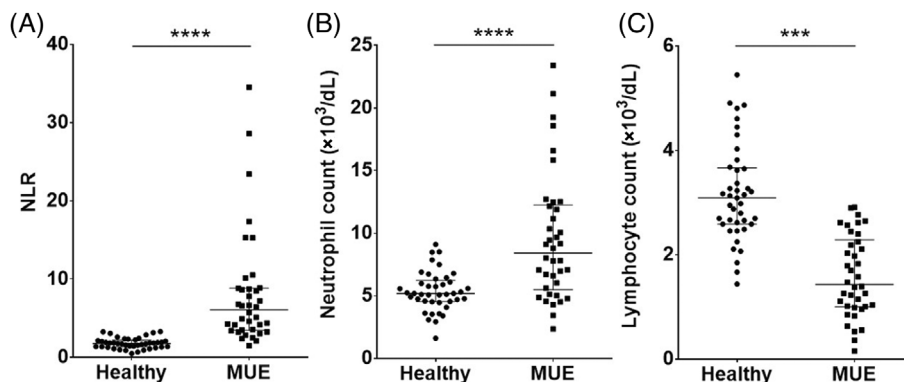 (A)
****
NLR
40
30
20
10
0
Healthy MUE
(B)
****
Neutrophil count (×10³/dL)
25
20
15
10
5
0
Healthy MUE
(C)
***
Lymphocyte count (×10³/dL)
6
4
2
0
Healthy MUE